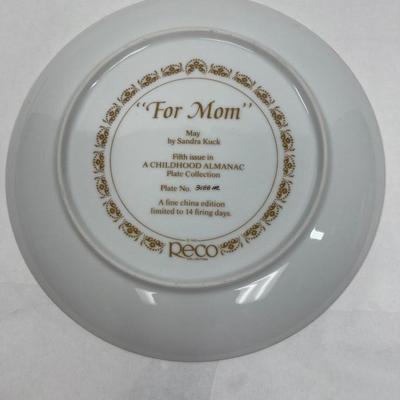 "For Mom"
May
by Sandra Kuck
Fifth issue in
A CHILDHOOD ALMANAC
Plate Collection
Plate No.
A fine china edition
limited to 14 firing days.
Reco